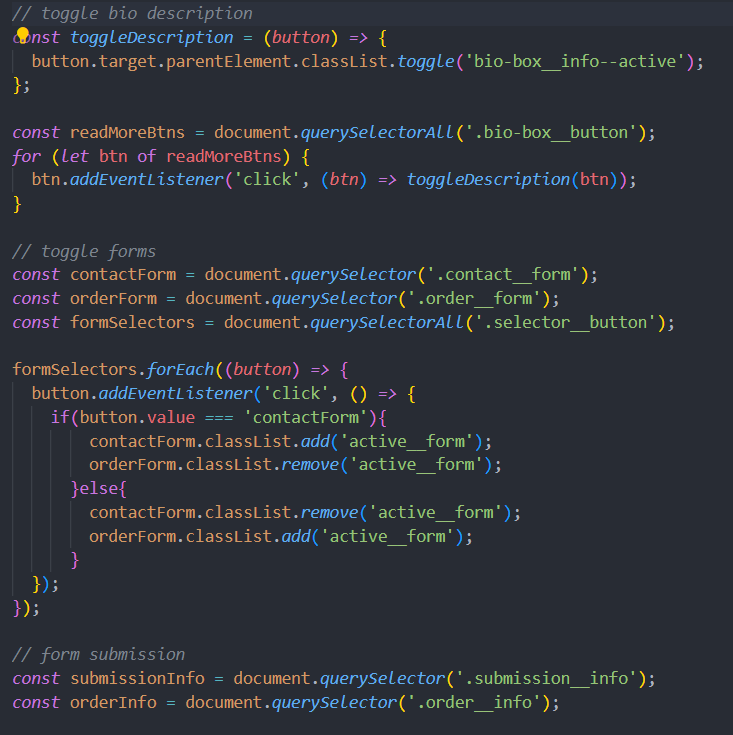 // toggle bio description
const toggleDescription = (button) => {
  button.target.parentElement.classList.toggle('bio-box__info--active');
};

const readMoreBtns = document.querySelectorAll('.bio-box__button');
for (let btn of readMoreBtns) {
  btn.addEventListener('click', (btn) => toggleDescription(btn));
}

// toggle forms
const contactForm = document.querySelector('.contact__form');
const orderForm = document.querySelector('.order__form');
const formSelectors = document.querySelectorAll('.selector__button');

formSelectors.forEach((button) => {
  button.addEventListener('click', () => {
    if(button.value === 'contactForm'){
        contactForm.classList.add('active__form');
        orderForm.classList.remove('active__form');
      }else{
        contactForm.classList.remove('active__form');
        orderForm.classList.add('active__form');
      }
  });
});

// form submission
const submissionInfo = document.querySelector('.submission__info');
const orderInfo = document.querySelector('.order__info');